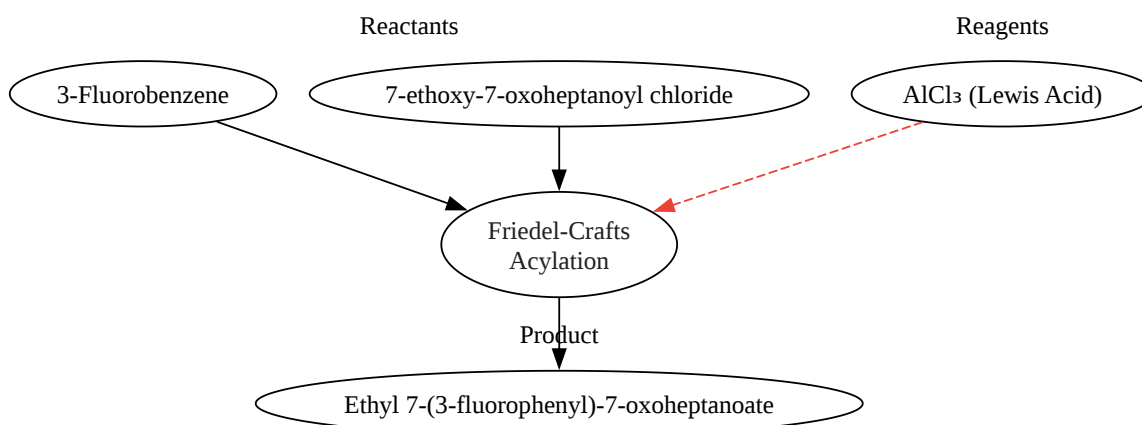 Reactants
Reagents
3-Fluorobenzene
7-ethoxy-7-oxoheptanoyl chloride
AlCl₃ (Lewis Acid)
Friedel-Crafts
Acylation
Product
Ethyl 7-(3-fluorophenyl)-7-oxoheptanoate